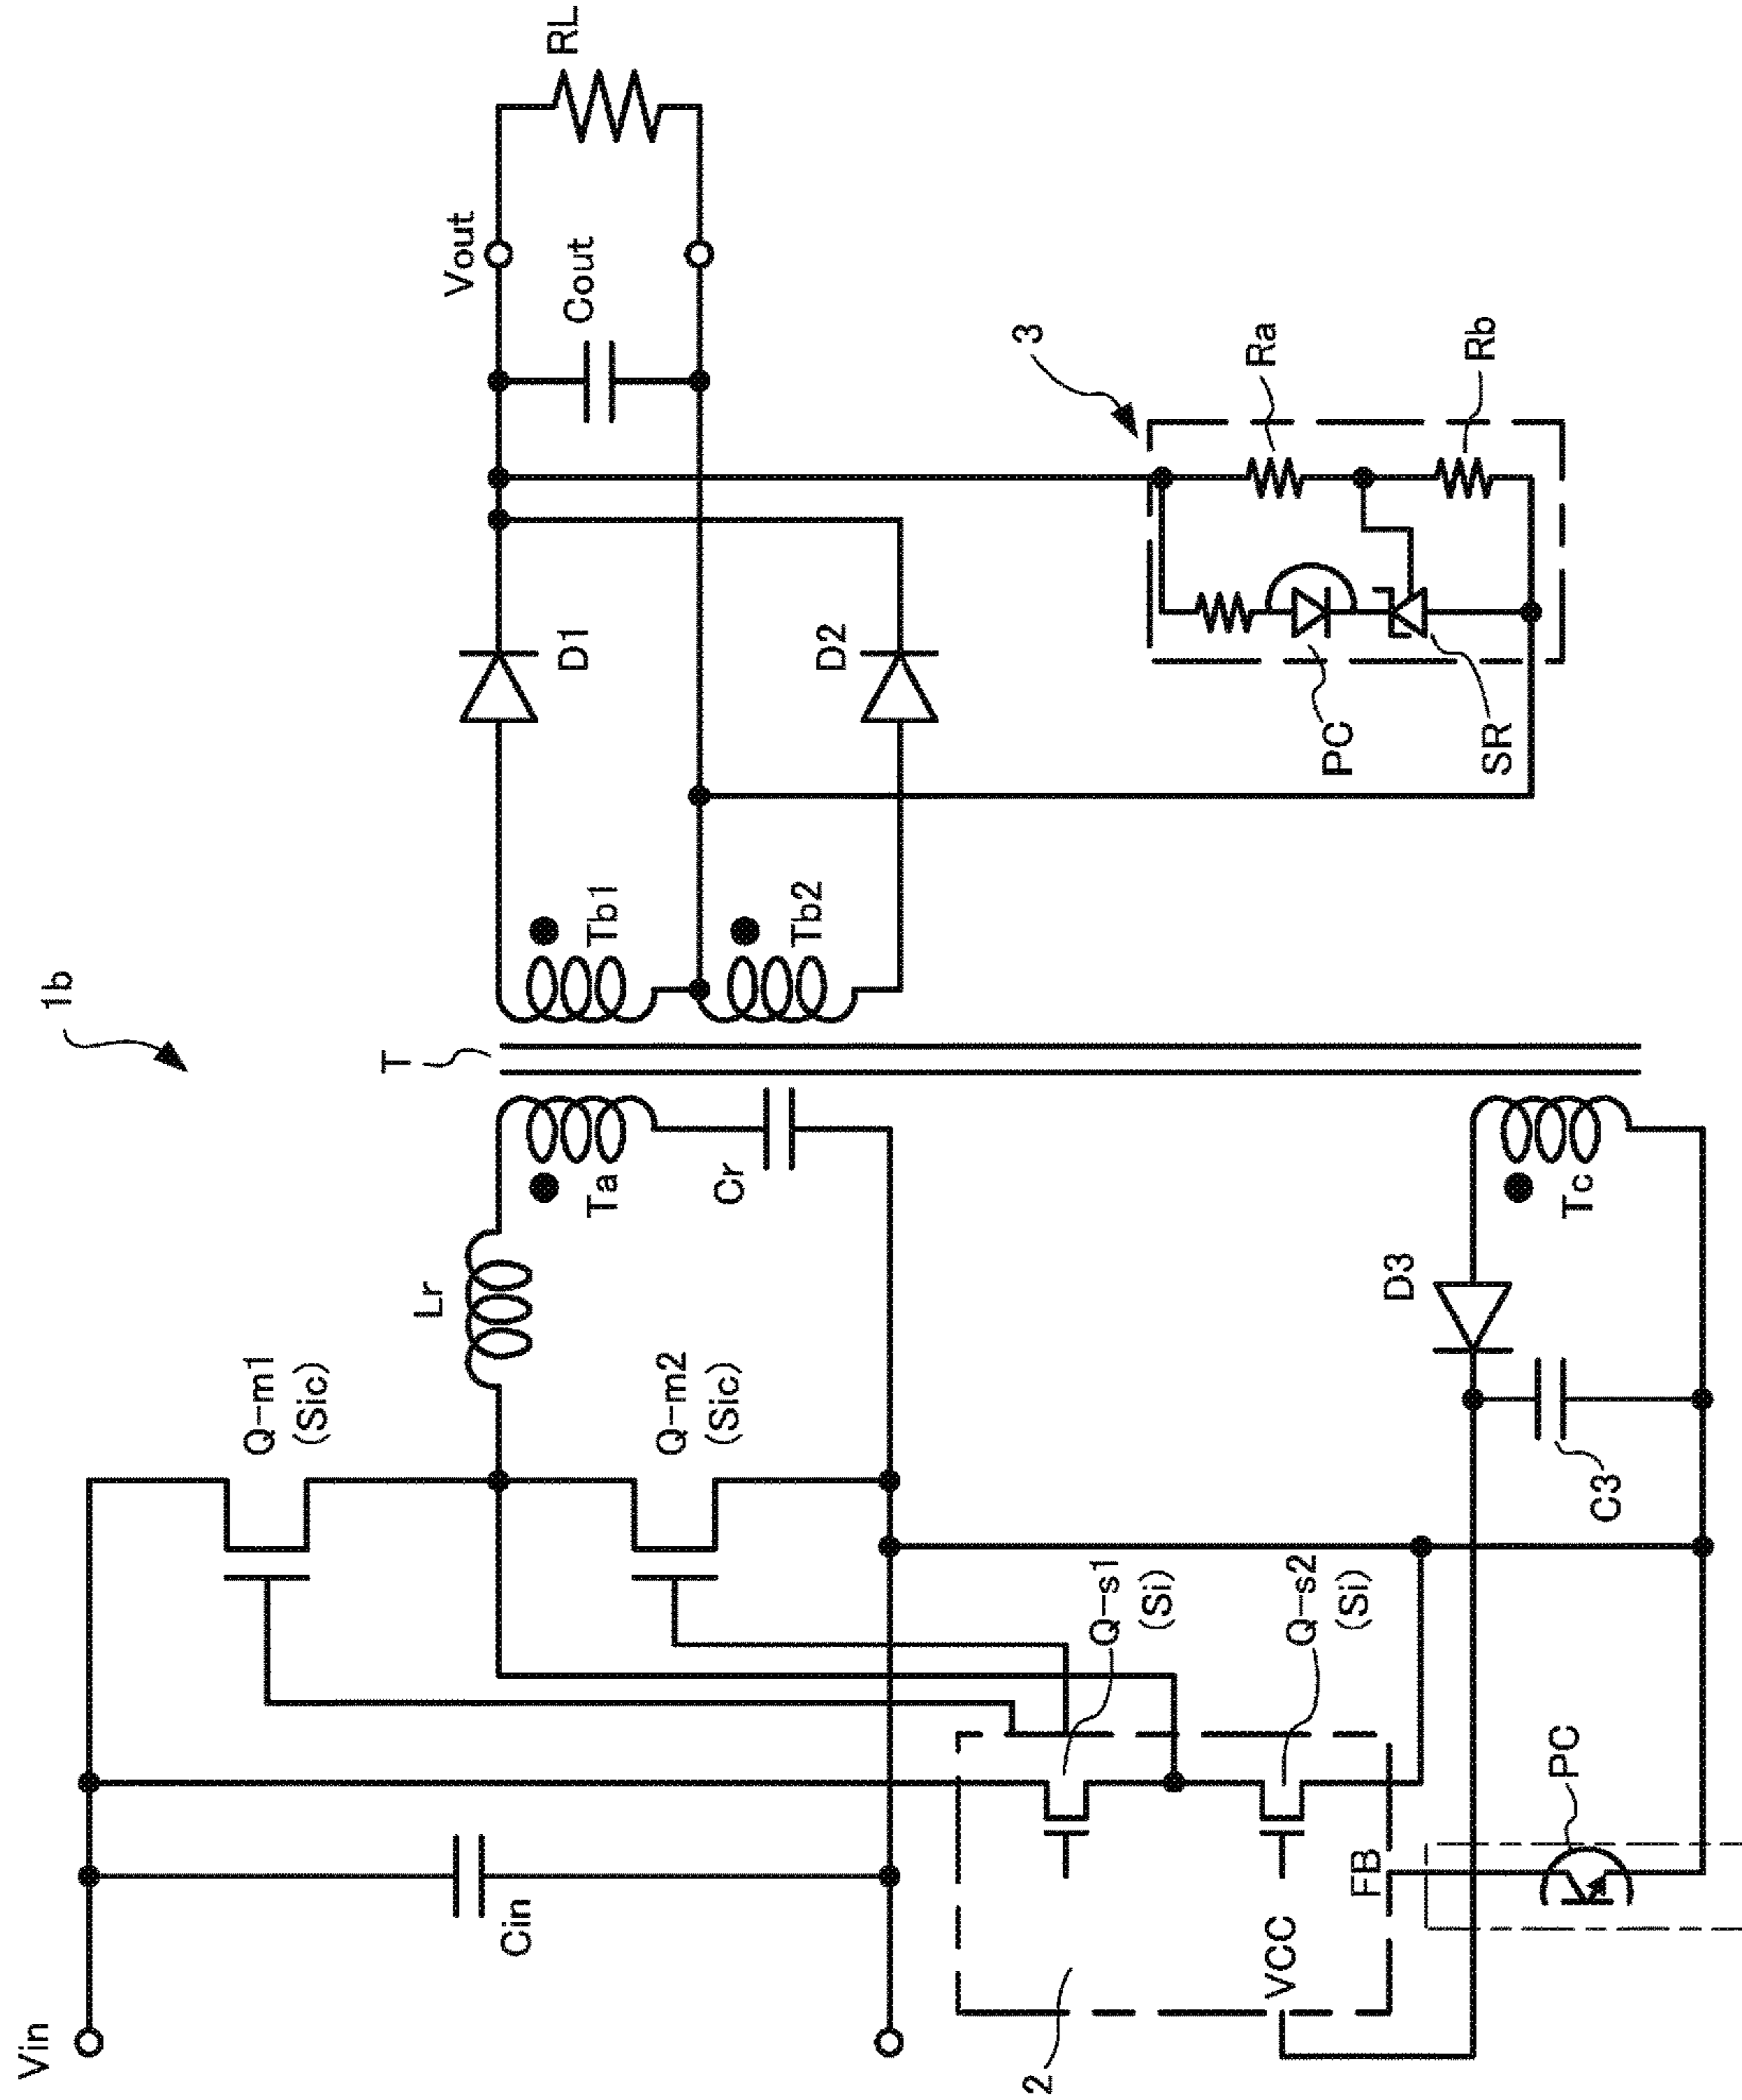 1b
Vin
Cin
Q-m1
(Sic)
Q-m2
(Sic)
Lr
Ta
Cr
T
Tb1
Tb2
D1
D2
Vout
Cout
RL
3
Ra
Rb
PC
SR
2
VCC
FB
Q-s1
(Si)
Q-s2
(Si)
PC
C3
D3
Tc